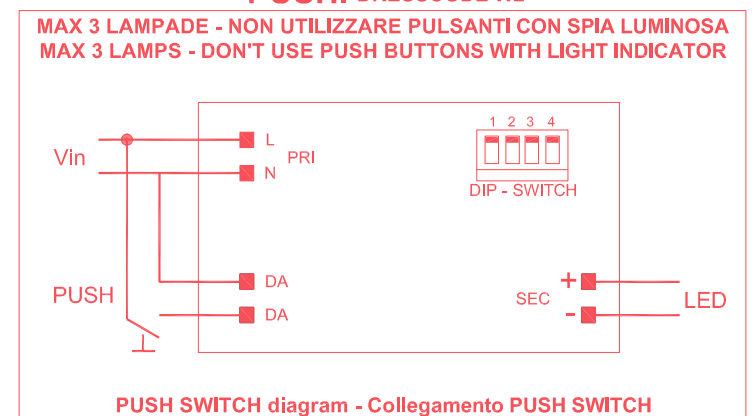 MAX 3 LAMPADE - NON UTILIZZARE PULSANTI CON SPIA LUMINOSA
MAX 3 LAMPS - DON'T USE PUSH BUTTONS WITH LIGHT INDICATOR
1 2 3 4
L
Vin
PRI
N
DIP - SWITCH
DA
+
PUSH
SEC
LED
DA
-
PUSH SWITCH diagram - Collegamento PUSH SWITCH